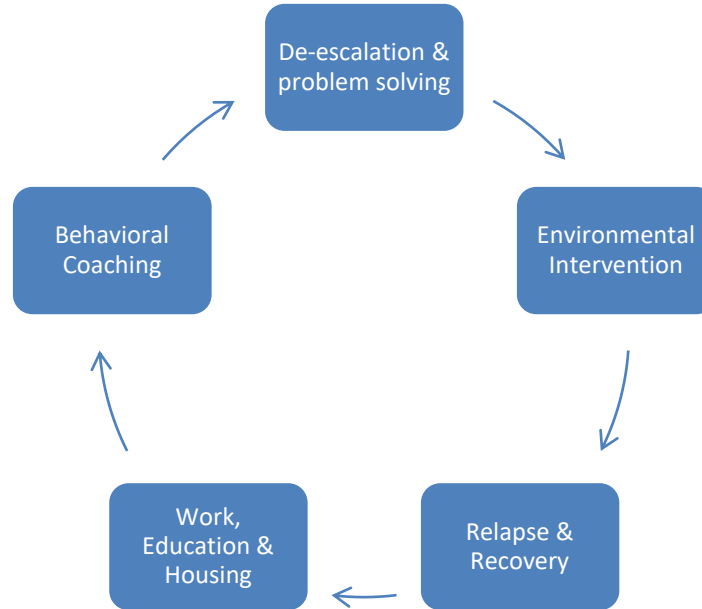 De-escalation &
problem solving
Environmental
Intervention
Relapse &
Recovery
Work,
Education &
Housing
Behavioral
Coaching